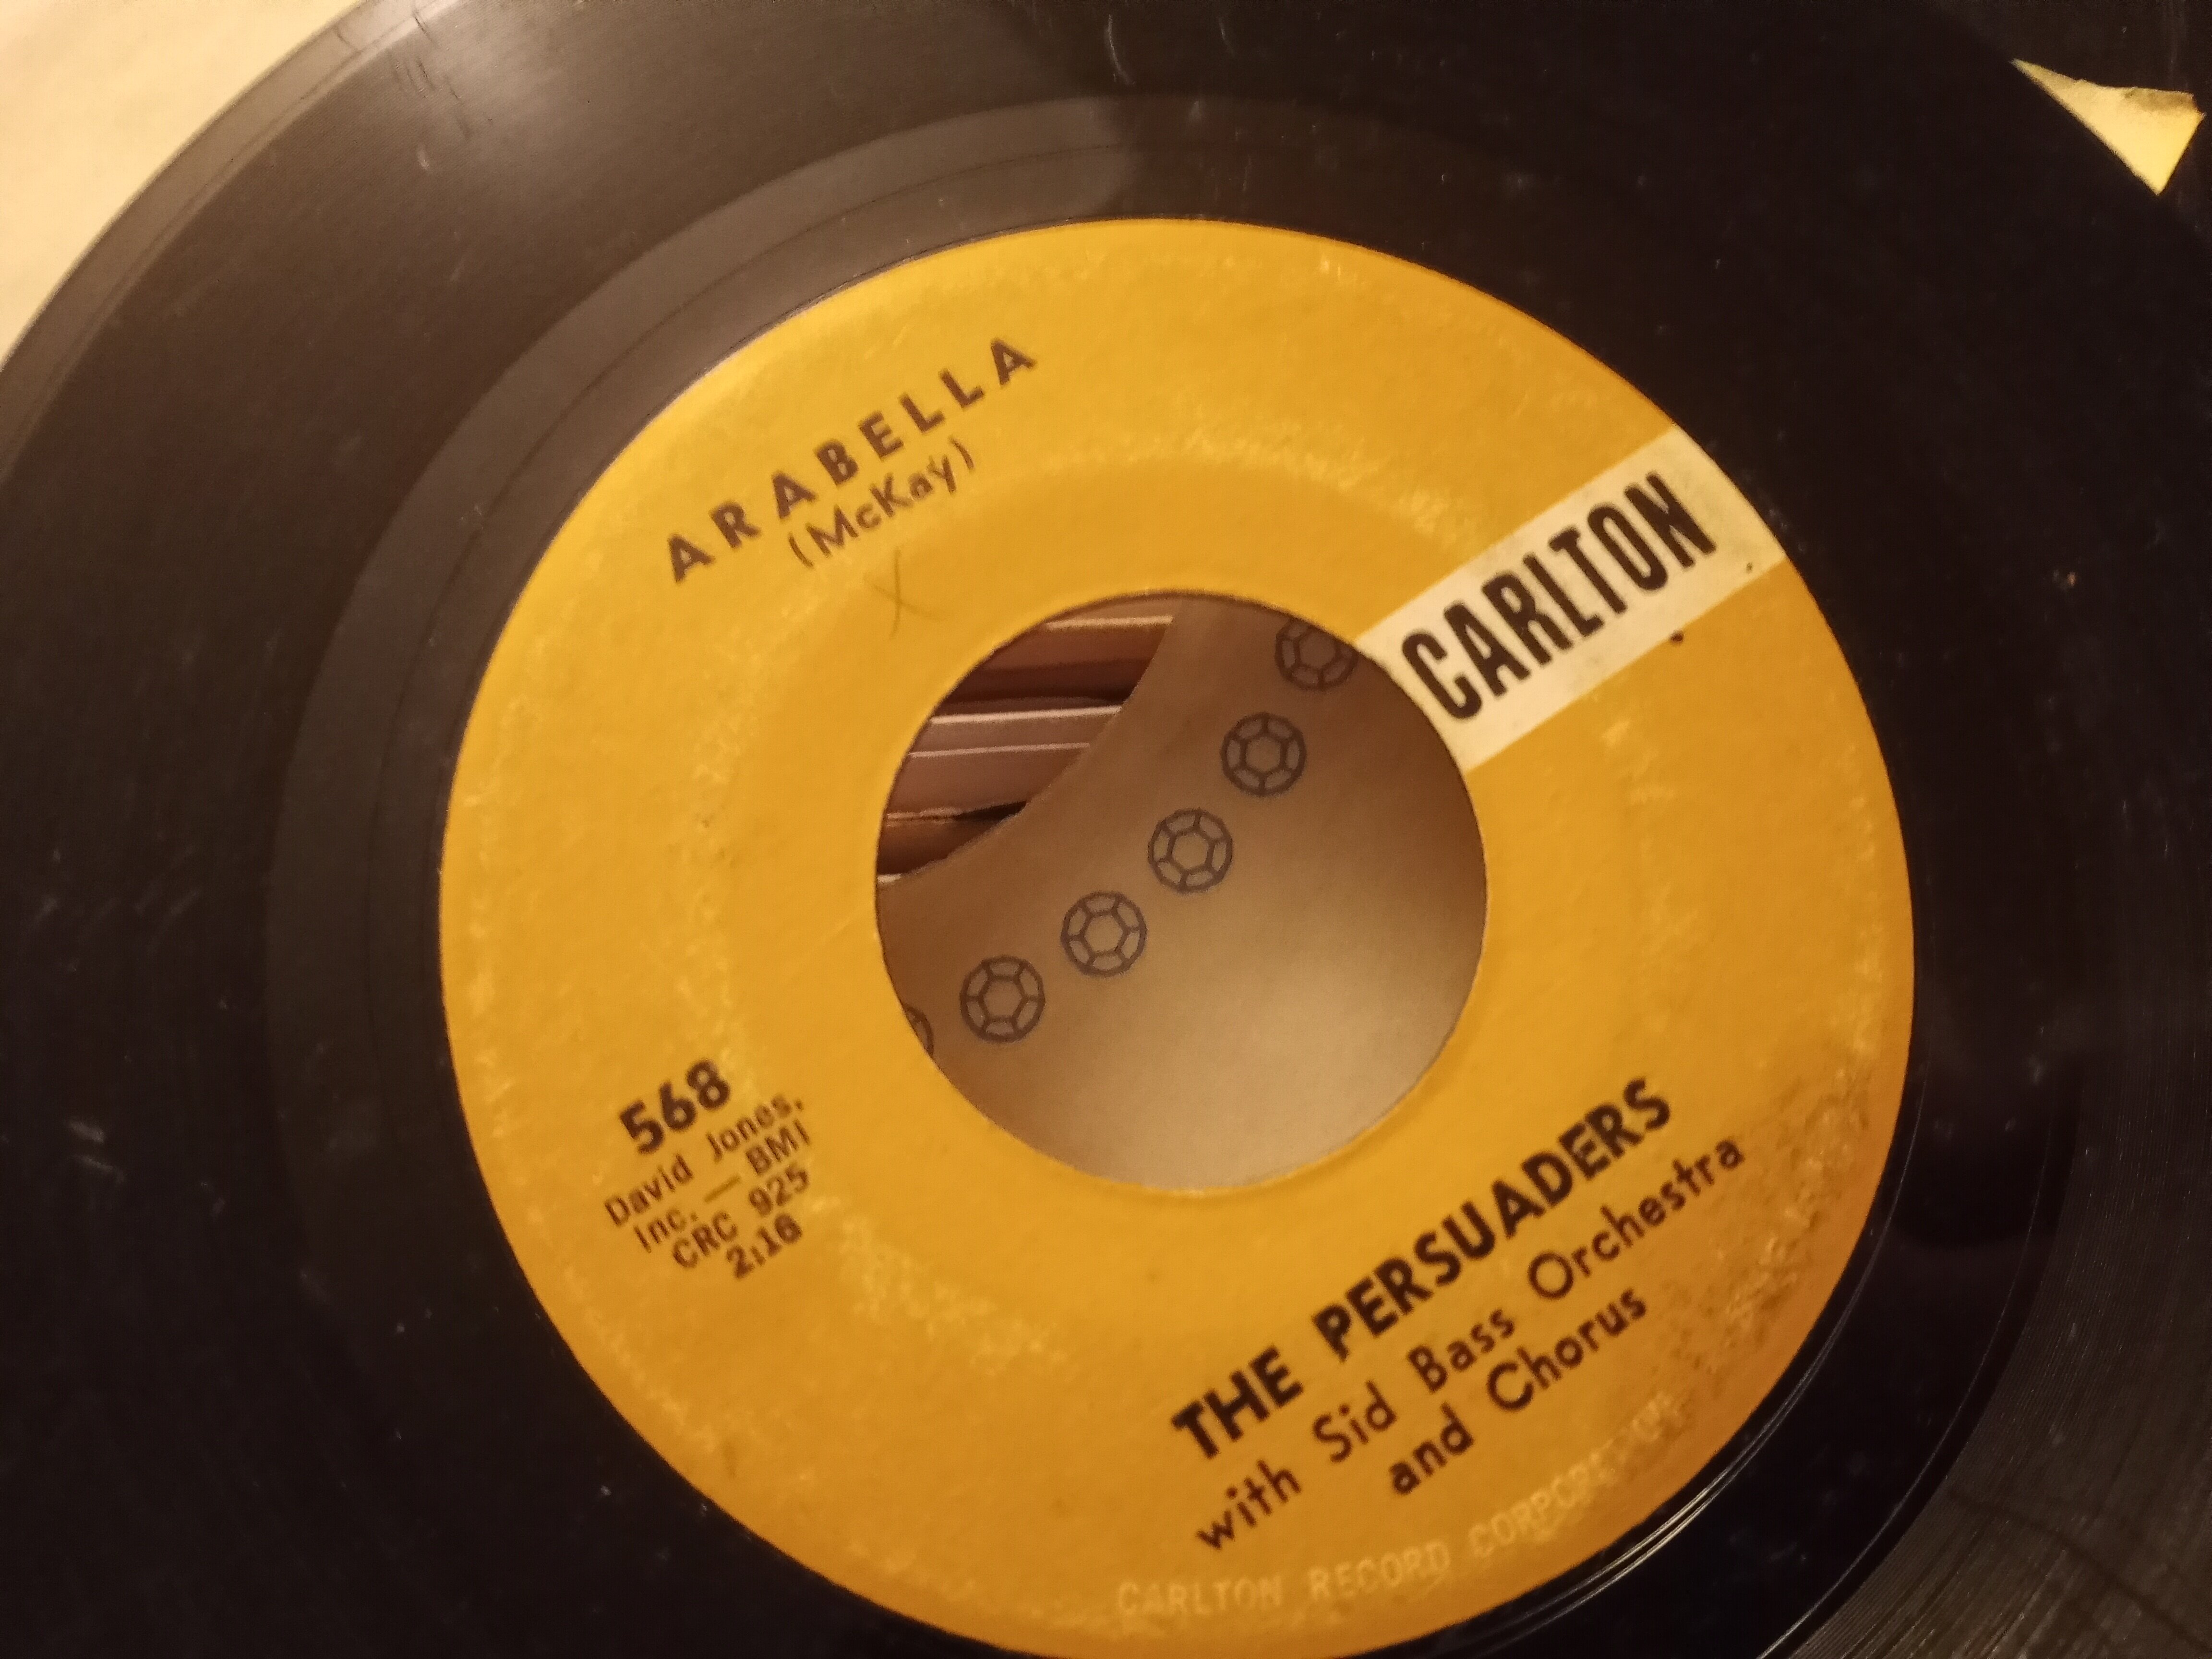 ARABELLA
(McKay)
X
CARLTON
568
David Jones,
Inc. — BMI
CRC 925
2:16
THE PERSUADERS
with Sid Bass Orchestra
and Chorus
CARLTON RECORD